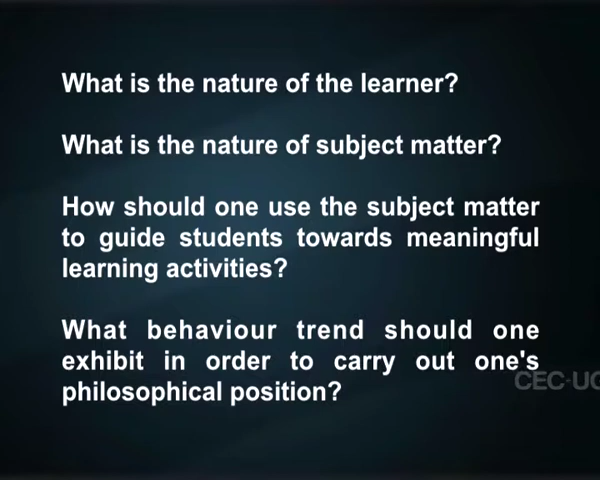 What is the nature of the learner?
What is the nature of subject matter?
How should one use the subject matter
to guide students towards meaningful
learning activities?
What behaviour trend should one
exhibit in order to carry out one's
philosophical position?
CEC-UG